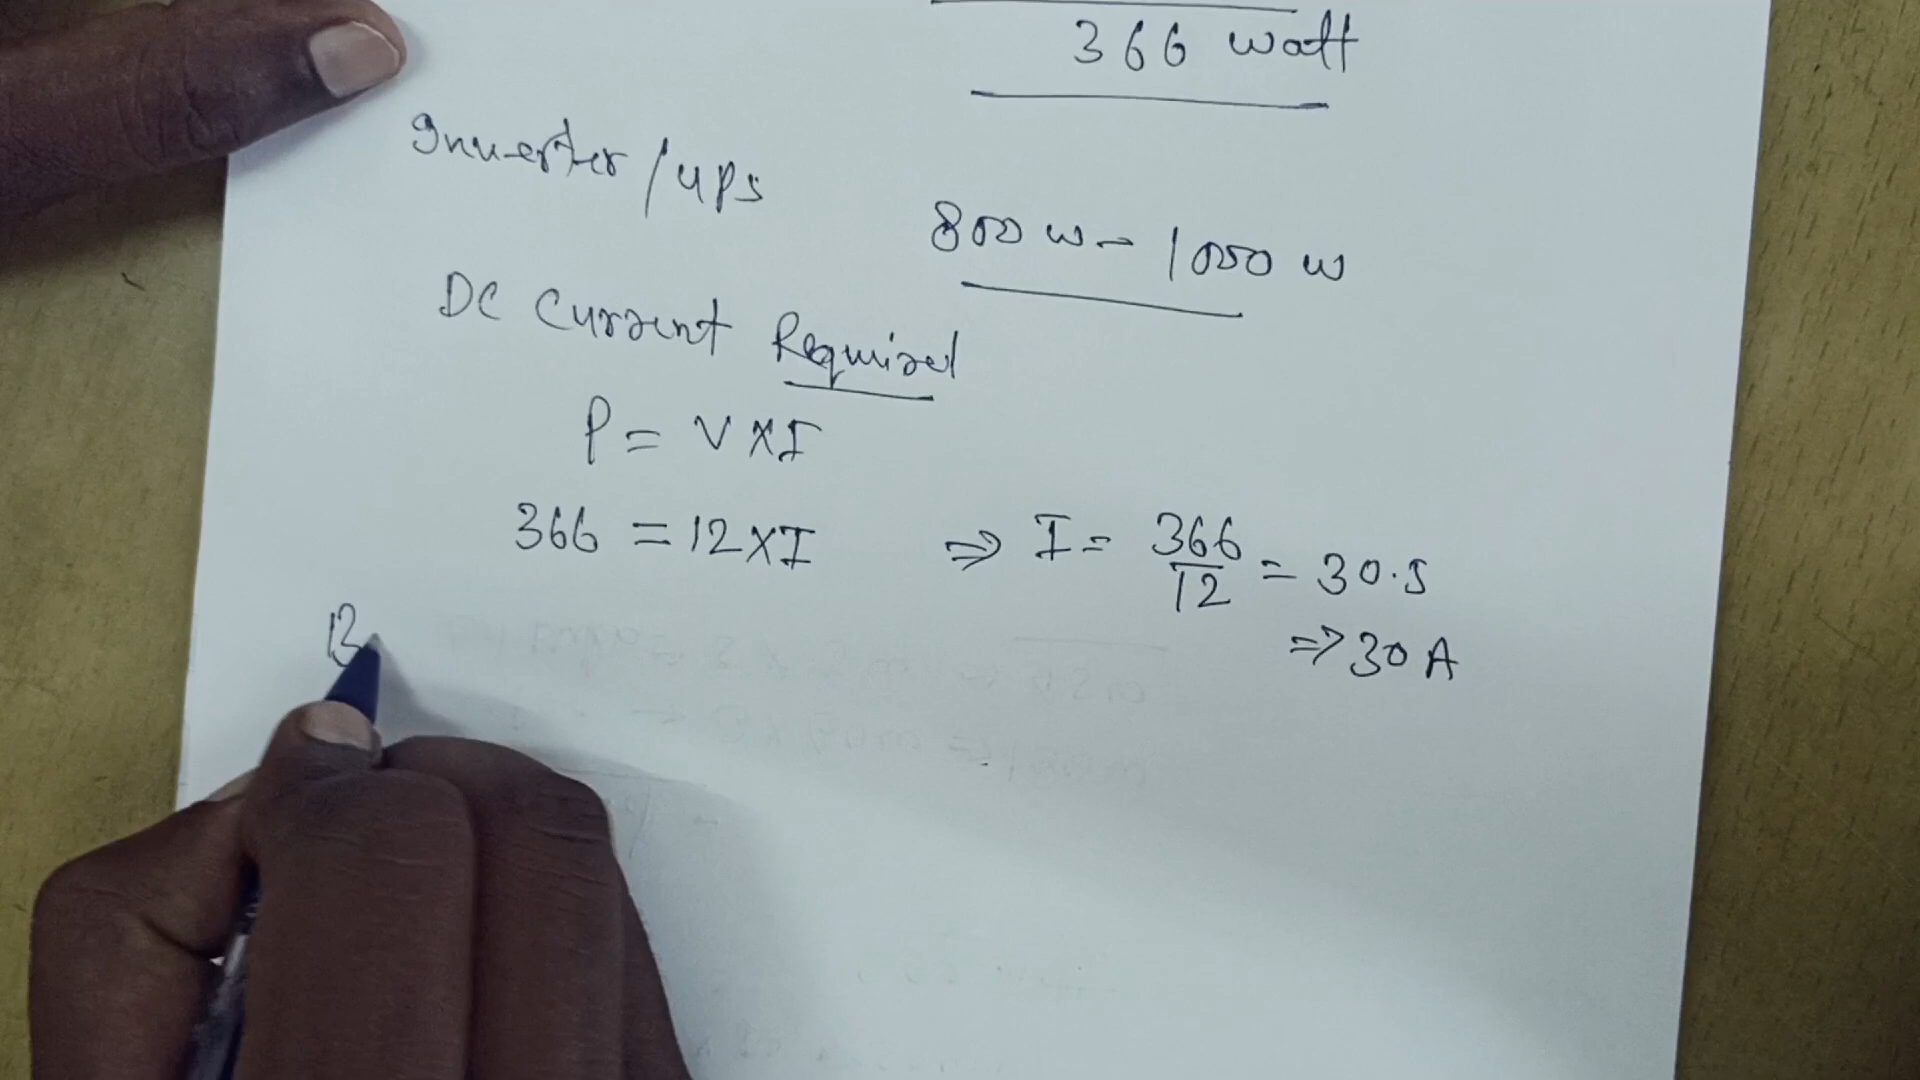 366 watt
Inverter/ups
800 w - 1000 w
DC Current Required
P = V X I
366 = 12 X I ⇒ I = 366/12 = 30.5
⇒ 30 A
B